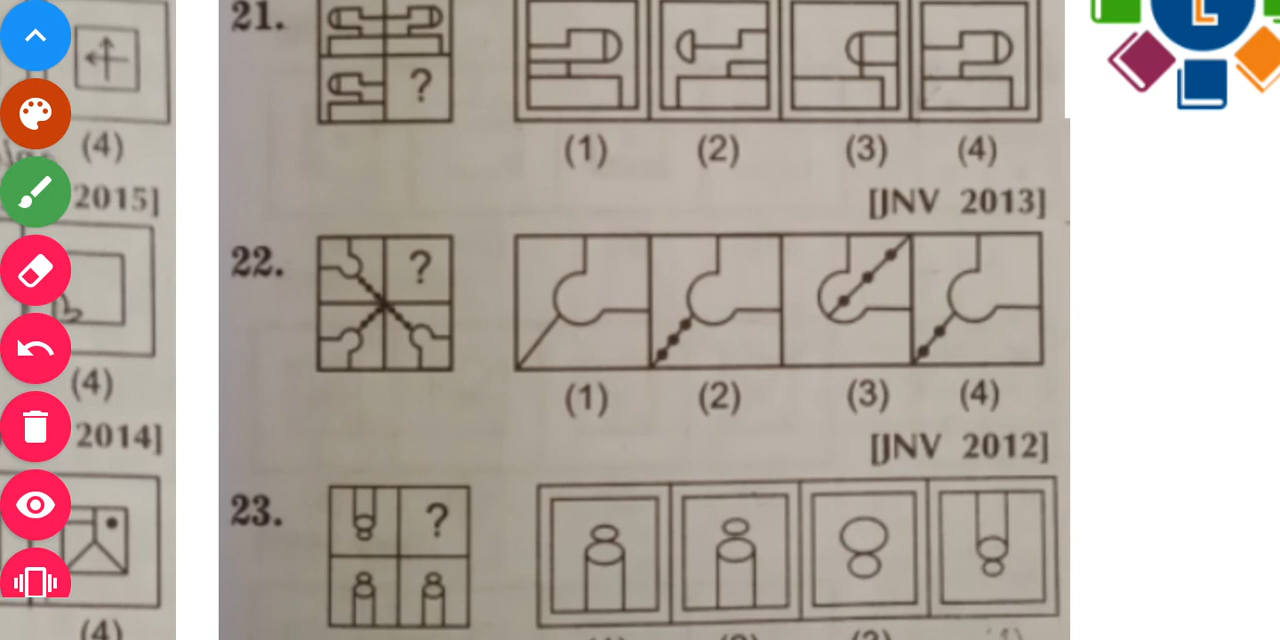 (4)
2015]
(4)
2014]
(4)
21.
?
(1) (2) (3) (4)
[JNV 2013]
22.
?
(1) (2) (3) (4)
[JNV 2012]
23.
?
L